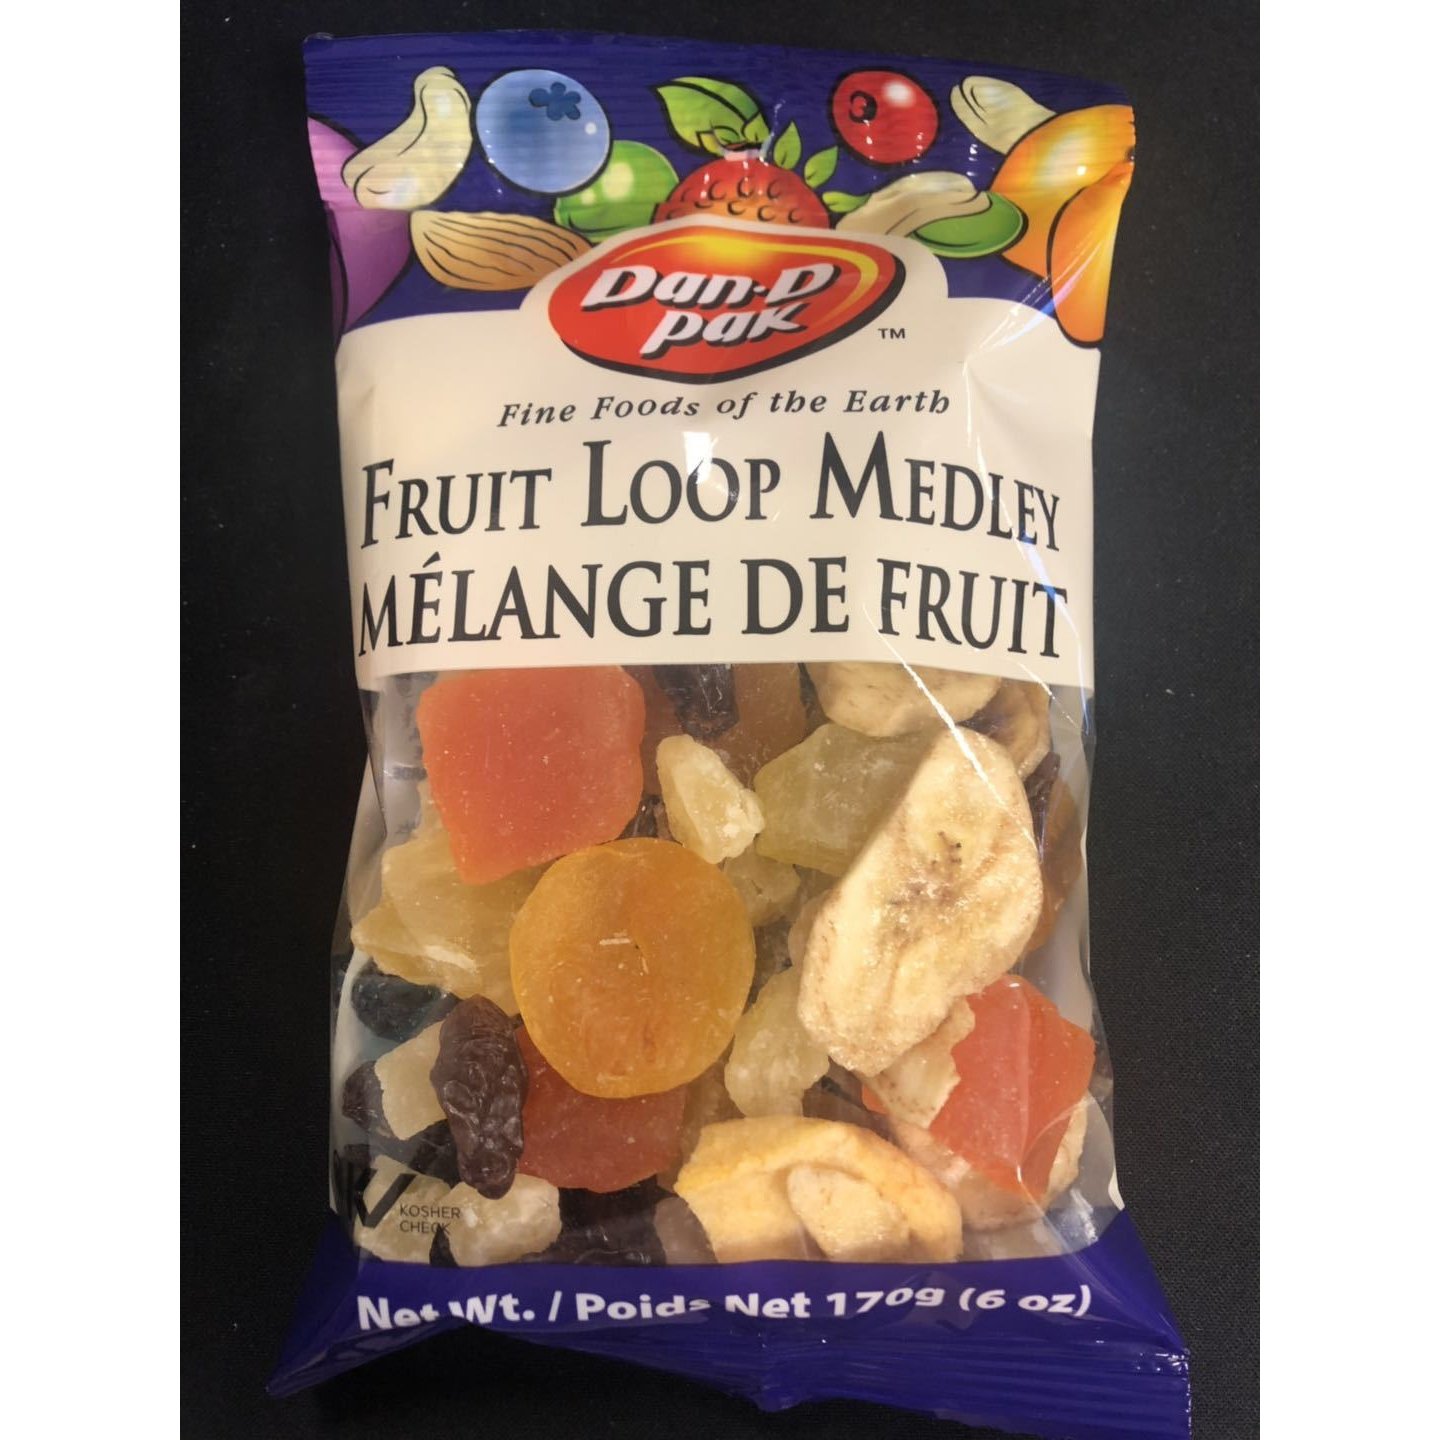 Dan·D
pak
TM
Fine Foods of the Earth
FRUIT LOOP MEDLEY
MÉLANGE DE FRUIT
KOSHER
CHECK
Net Wt. / Poids Net 170g (6 oz)